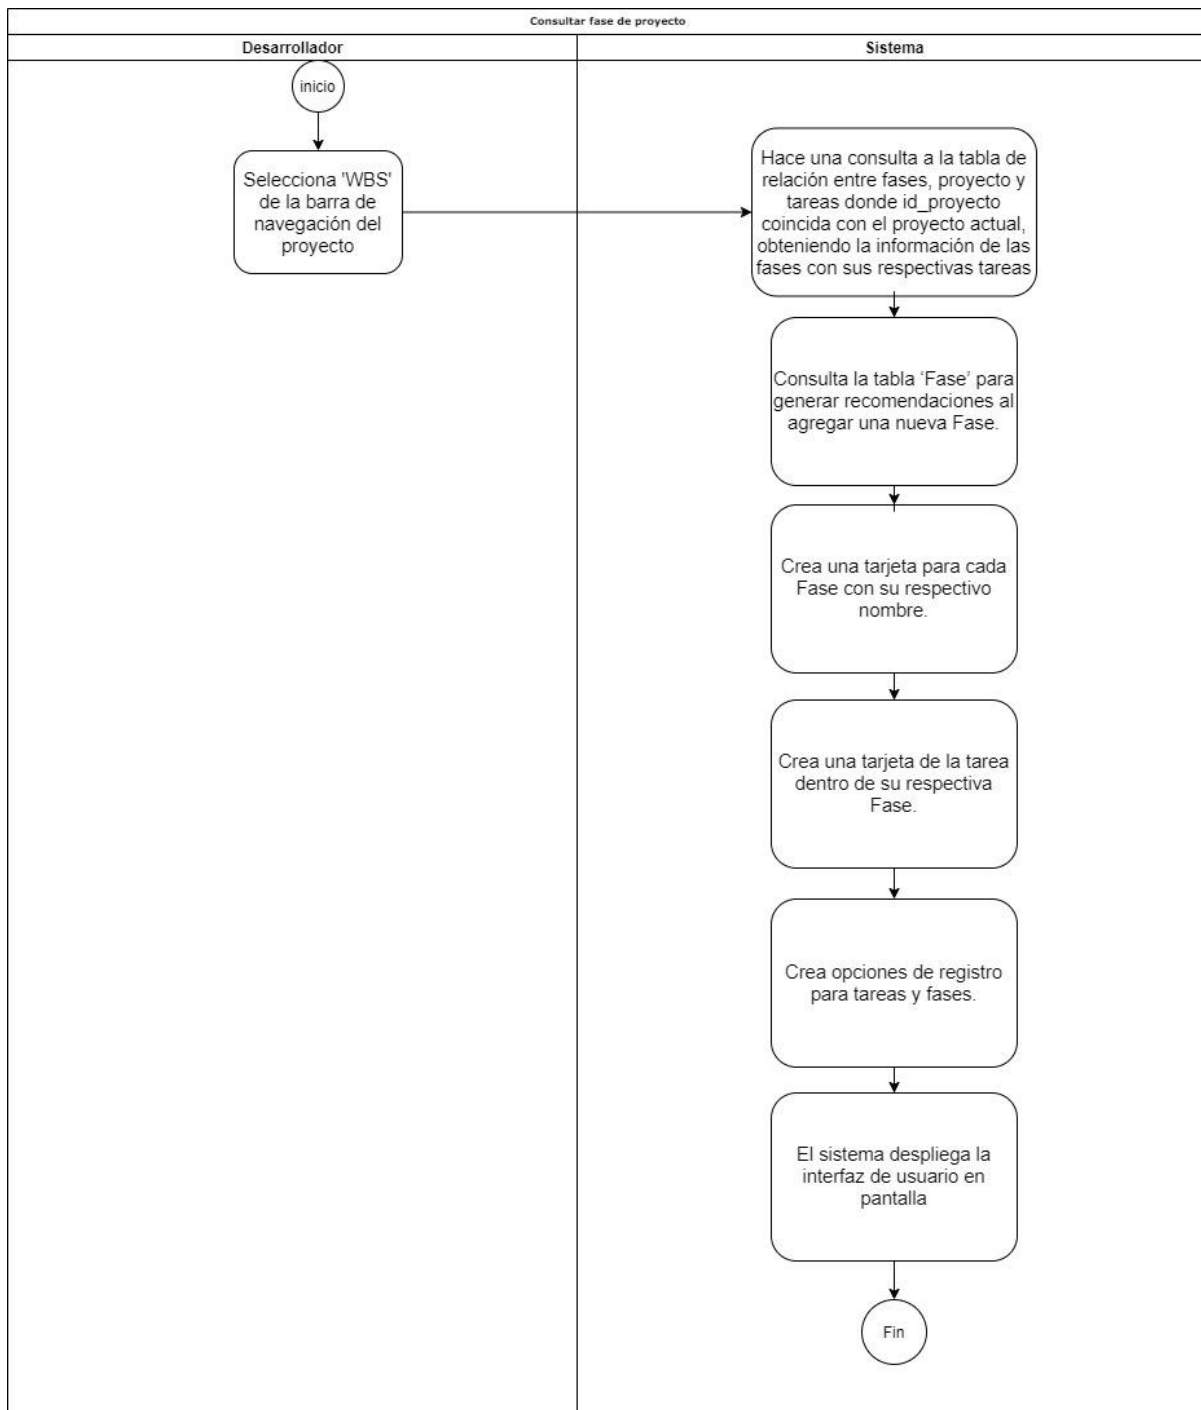 Consultar fase de proyecto
Desarrollador
Sistema
inicio
Selecciona 'WBS'
de la barra de
navegación del
proyecto
Hace una consulta a la tabla de
relación entre fases, proyecto y
tareas donde id_proyecto
coincida con el proyecto actual,
obteniendo la información de las
fases con sus respectivas tareas
Consulta la tabla ‘Fase’ para
generar recomendaciones al
agregar una nueva Fase.
Crea una tarjeta para cada
Fase con su respectivo
nombre.
Crea una tarjeta de la tarea
dentro de su respectiva
Fase.
Crea opciones de registro
para tareas y fases.
El sistema despliega la
interfaz de usuario en
pantalla
Fin